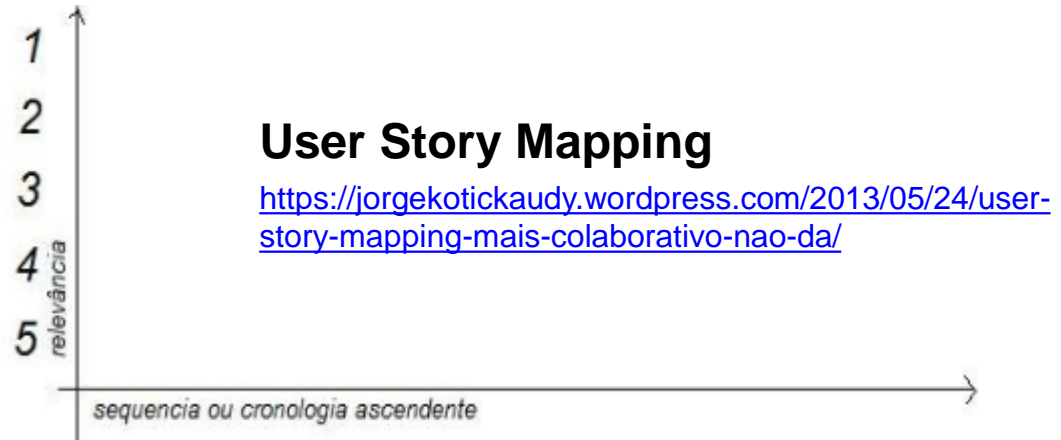 1
2
User Story Mapping
3
https://jorgekotickaudy.wordpress.com/2013/05/24/user-
story-mapping-mais-colaborativo-nao-da/
4
relevância
5
sequencia ou cronologia ascendente